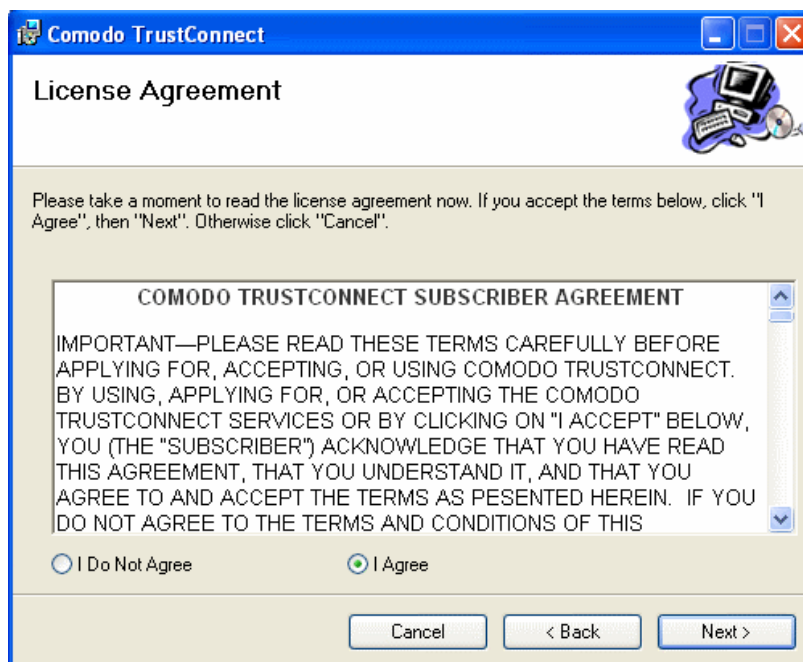 Comodo TrustConnect
License Agreement
Please take a moment to read the license agreement now. If you accept the terms below, click "I
Agree", then "Next". Otherwise click "Cancel".
COMODO TRUSTCONNECT SUBSCRIBER AGREEMENT
IMPORTANT—PLEASE READ THESE TERMS CAREFULLY BEFORE
APPLYING FOR, ACCEPTING, OR USING COMODO TRUSTCONNECT.
BY USING, APPLYING FOR, OR ACCEPTING THE COMODO
TRUSTCONNECT SERVICES OR BY CLICKING ON "I ACCEPT" BELOW,
YOU (THE "SUBSCRIBER") ACKNOWLEDGE THAT YOU HAVE READ
THIS AGREEMENT, THAT YOU UNDERSTAND IT, AND THAT YOU
AGREE TO AND ACCEPT THE TERMS AS PESENTED HEREIN.  IF YOU
DO NOT AGREE TO THE TERMS AND CONDITIONS OF THIS
I Do Not Agree I Agree
Cancel < Back Next >